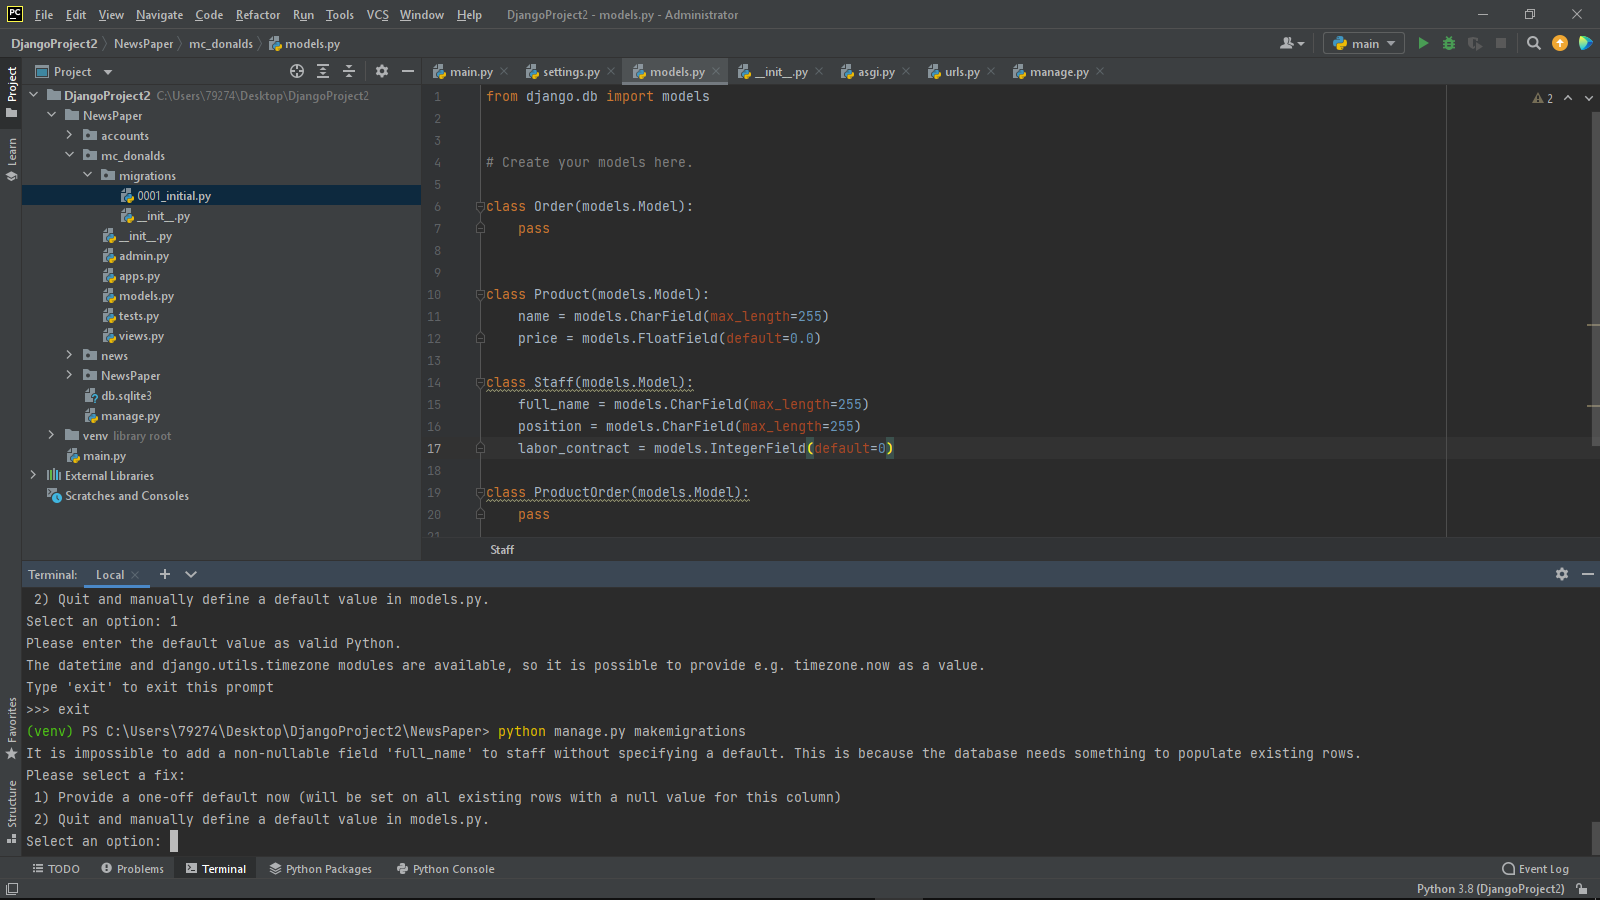 PC File Edit View Navigate Code Refactor Run Tools VCS Window Help DjangoProject2 - models.py - Administrator
DjangoProject2 NewsPaper mc_donalds models.py main
Project main.py settings.py models.py __init__.py asgi.py urls.py manage.py
Project
Learn
Favorites
Structure
DjangoProject2 C:\Users\79274\Desktop\DjangoProject2
NewsPaper
accounts
mc_donalds
migrations
0001_initial.py
__init__.py
__init__.py
admin.py
apps.py
models.py
tests.py
views.py
news
NewsPaper
db.sqlite3
manage.py
venv library root
main.py
External Libraries
Scratches and Consoles
2
1 from django.db import models
2
3
4 # Create your models here.
5
6 class Order(models.Model):
7 pass
8
9
10 class Product(models.Model):
11 name = models.CharField(max_length=255)
12 price = models.FloatField(default=0.0)
13
14 class Staff(models.Model):
15 full_name = models.CharField(max_length=255)
16 position = models.CharField(max_length=255)
17 labor_contract = models.IntegerField(default=0)
18
19 class ProductOrder(models.Model):
20 pass
21
Staff
Terminal: Local
2) Quit and manually define a default value in models.py.
Select an option: 1
Please enter the default value as valid Python.
The datetime and django.utils.timezone modules are available, so it is possible to provide e.g. timezone.now as a value.
Type 'exit' to exit this prompt
>>> exit
(venv) PS C:\Users\79274\Desktop\DjangoProject2\NewsPaper> python manage.py makemigrations
It is impossible to add a non-nullable field 'full_name' to staff without specifying a default. This is because the database needs something to populate existing rows.
Please select a fix:
1) Provide a one-off default now (will be set on all existing rows with a null value for this column)
2) Quit and manually define a default value in models.py.
Select an option:
TODO Problems Terminal Python Packages Python Console Event Log
Python 3.8 (DjangoProject2)